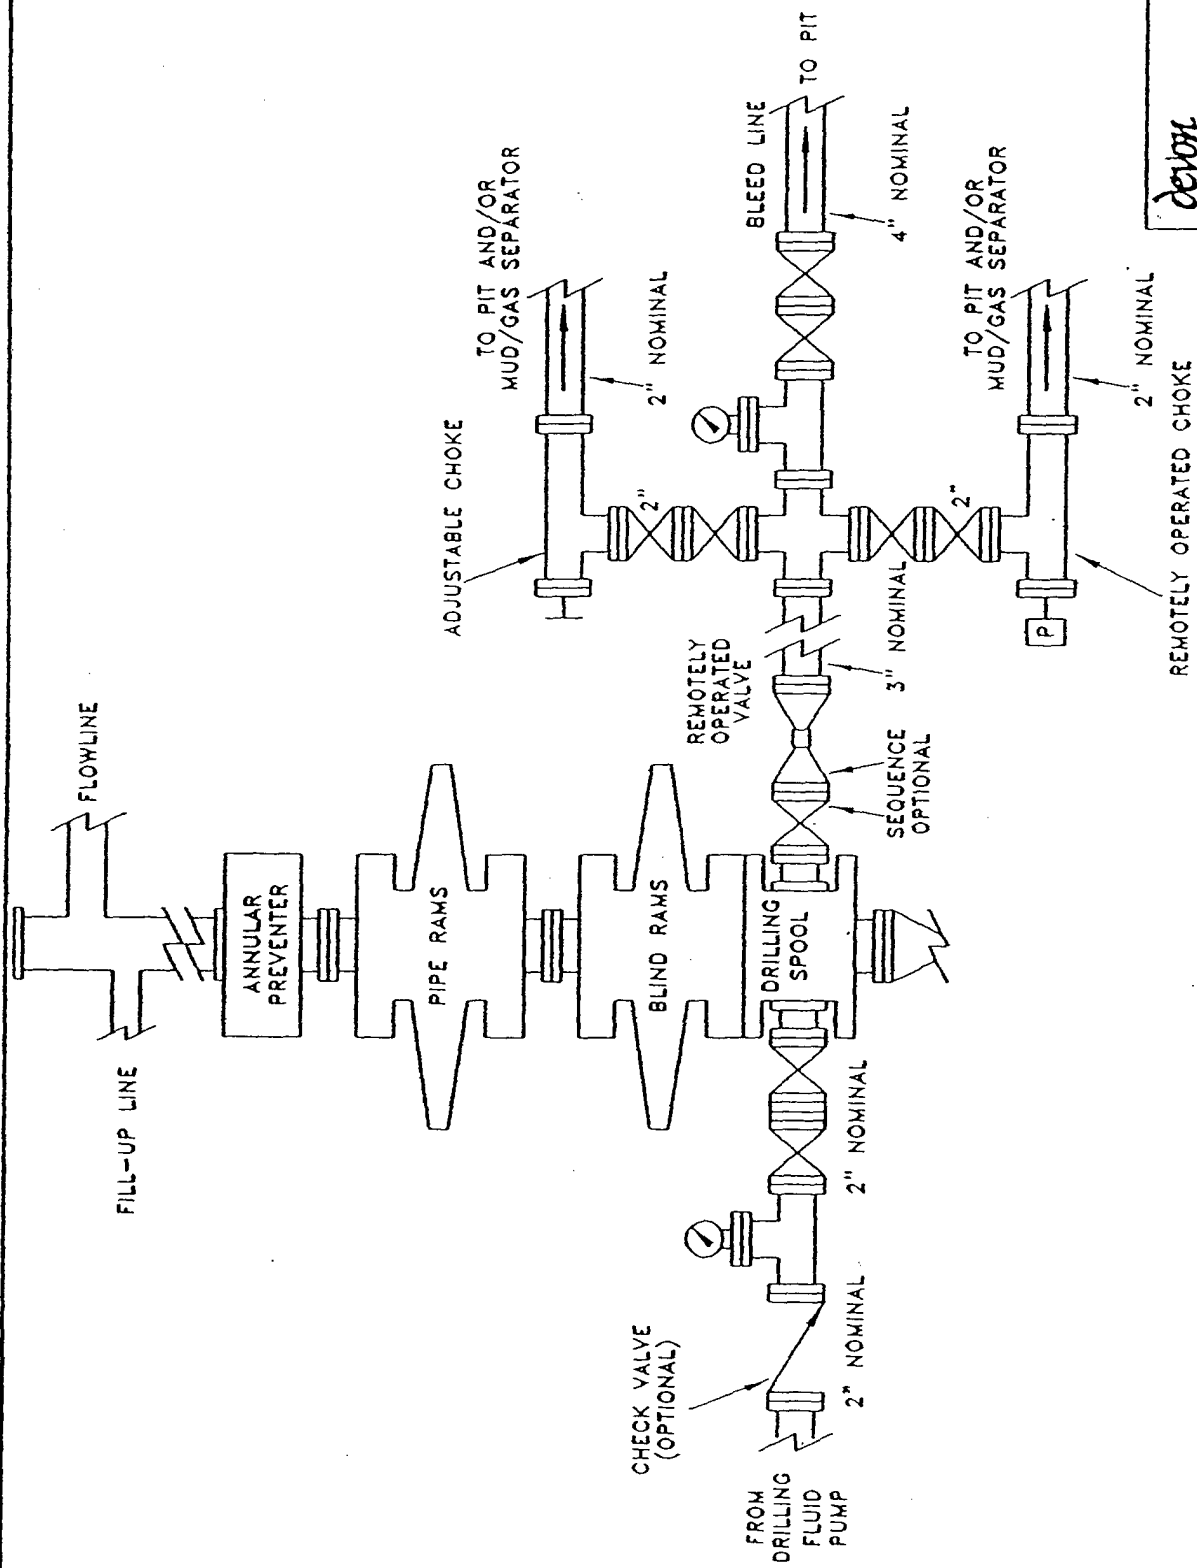 FLOWLINE
FILL-UP LINE
ANNULAR
PREVENTER
PIPE RAMS
BLIND RAMS
DRILLING
SPOOL
ADJUSTABLE CHOKE
TO PIT AND/OR
MUD/GAS SEPARATOR
2" NOMINAL
2"
BLEED LINE
TO PIT
4" NOMINAL
REMOTELY
OPERATED
VALVE
3" NOMINAL
SEQUENCE
OPTIONAL
2"
TO PIT AND/OR
MUD/GAS SEPARATOR
2" NOMINAL
P
REMOTELY OPERATED CHOKE
CHECK VALVE
(OPTIONAL)
2" NOMINAL
2" NOMINAL
FROM
DRILLING
FLUID
PUMP
devon